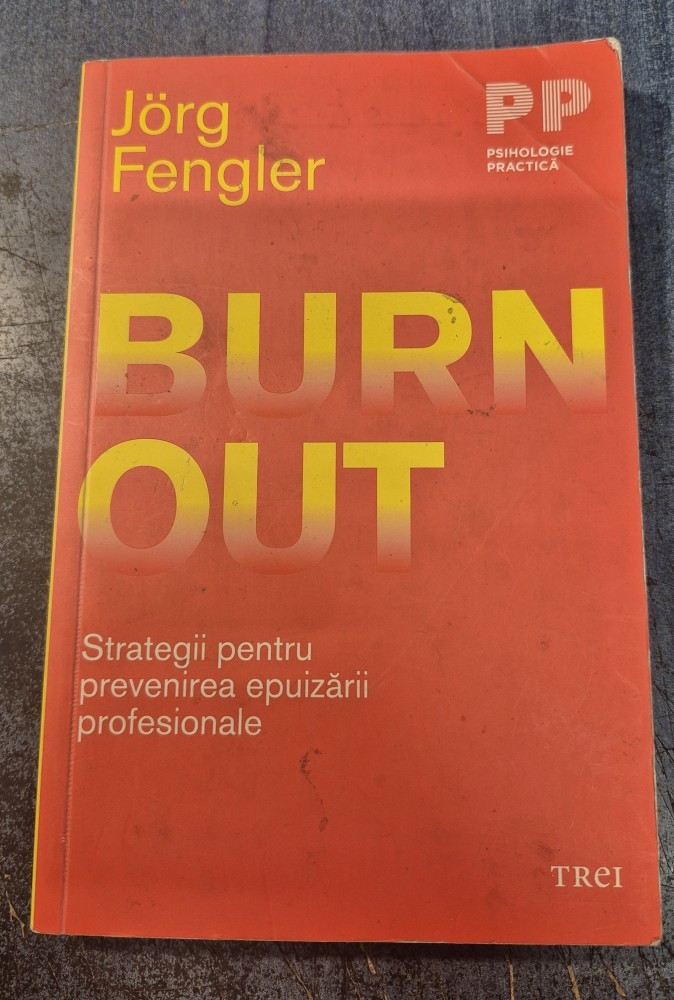 Jörg
Fengler
PP
PSIHOLOGIE
PRACTICĂ
BURN
OUT
Strategii pentru
prevenirea epuizării
profesionale
TREI